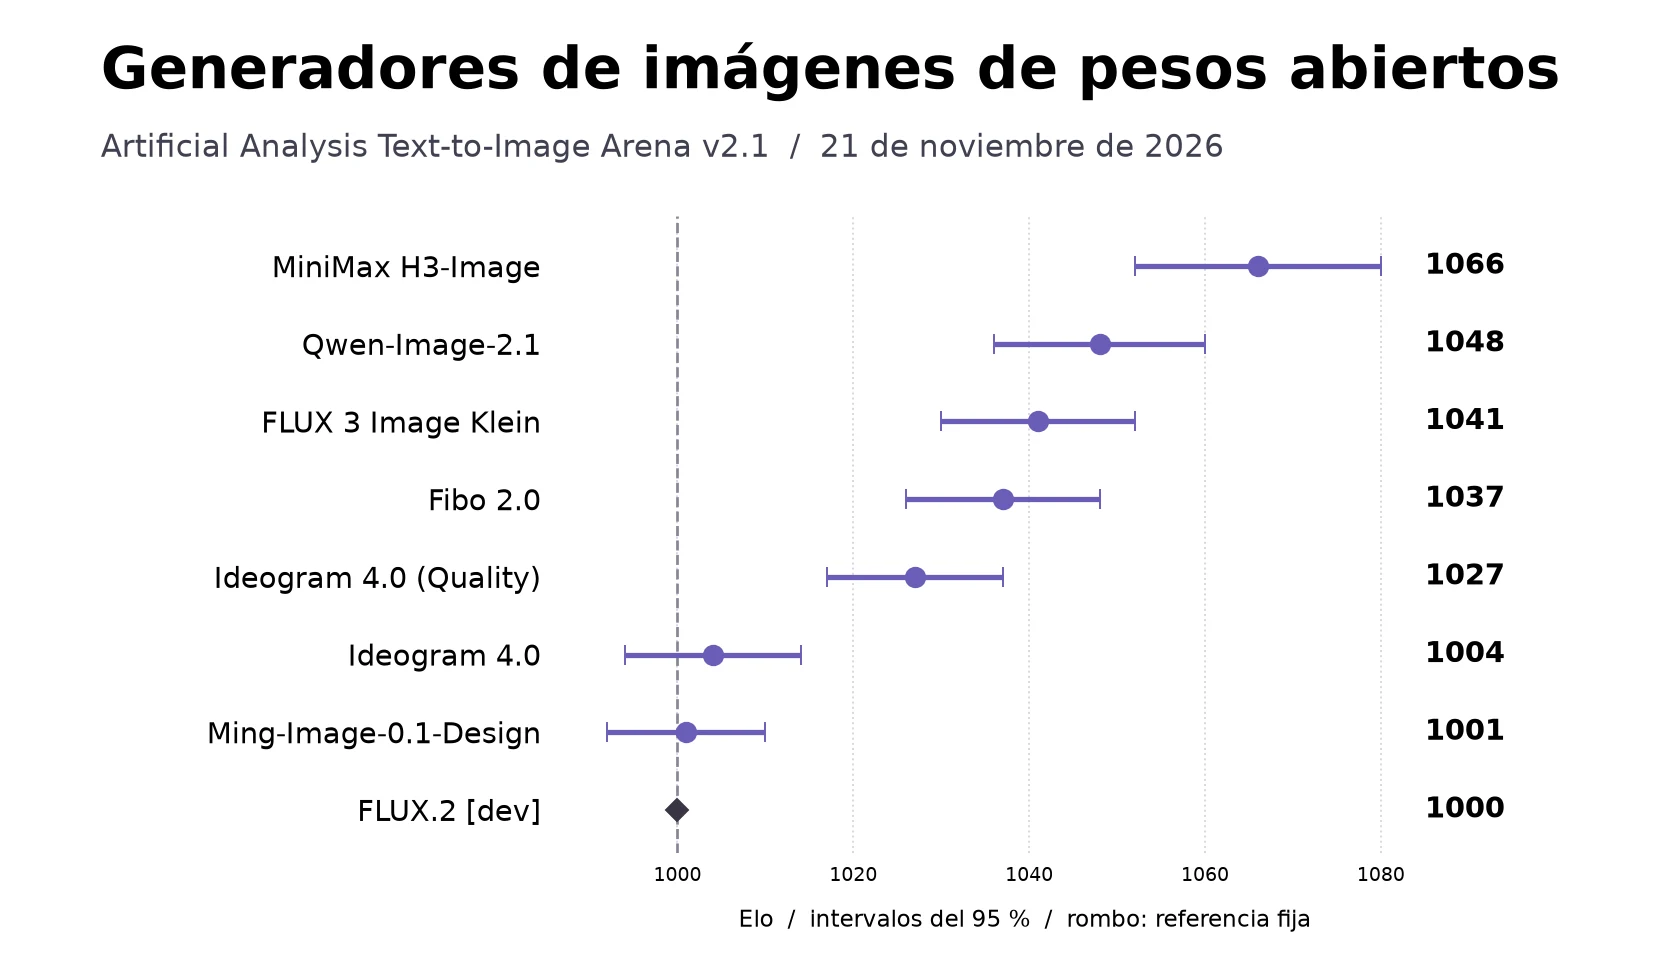 Generadores de imágenes de pesos abiertos
Artificial Analysis Text-to-Image Arena v2.1 / 21 de noviembre de 2026
MiniMax H3-Image 1066
Qwen-Image-2.1 1048
FLUX 3 Image Klein 1041
Fibo 2.0 1037
Ideogram 4.0 (Quality) 1027
Ideogram 4.0 1004
Ming-Image-0.1-Design 1001
FLUX.2 [dev] 1000
1000 1020 1040 1060 1080
Elo / intervalos del 95 % / rombo: referencia fija